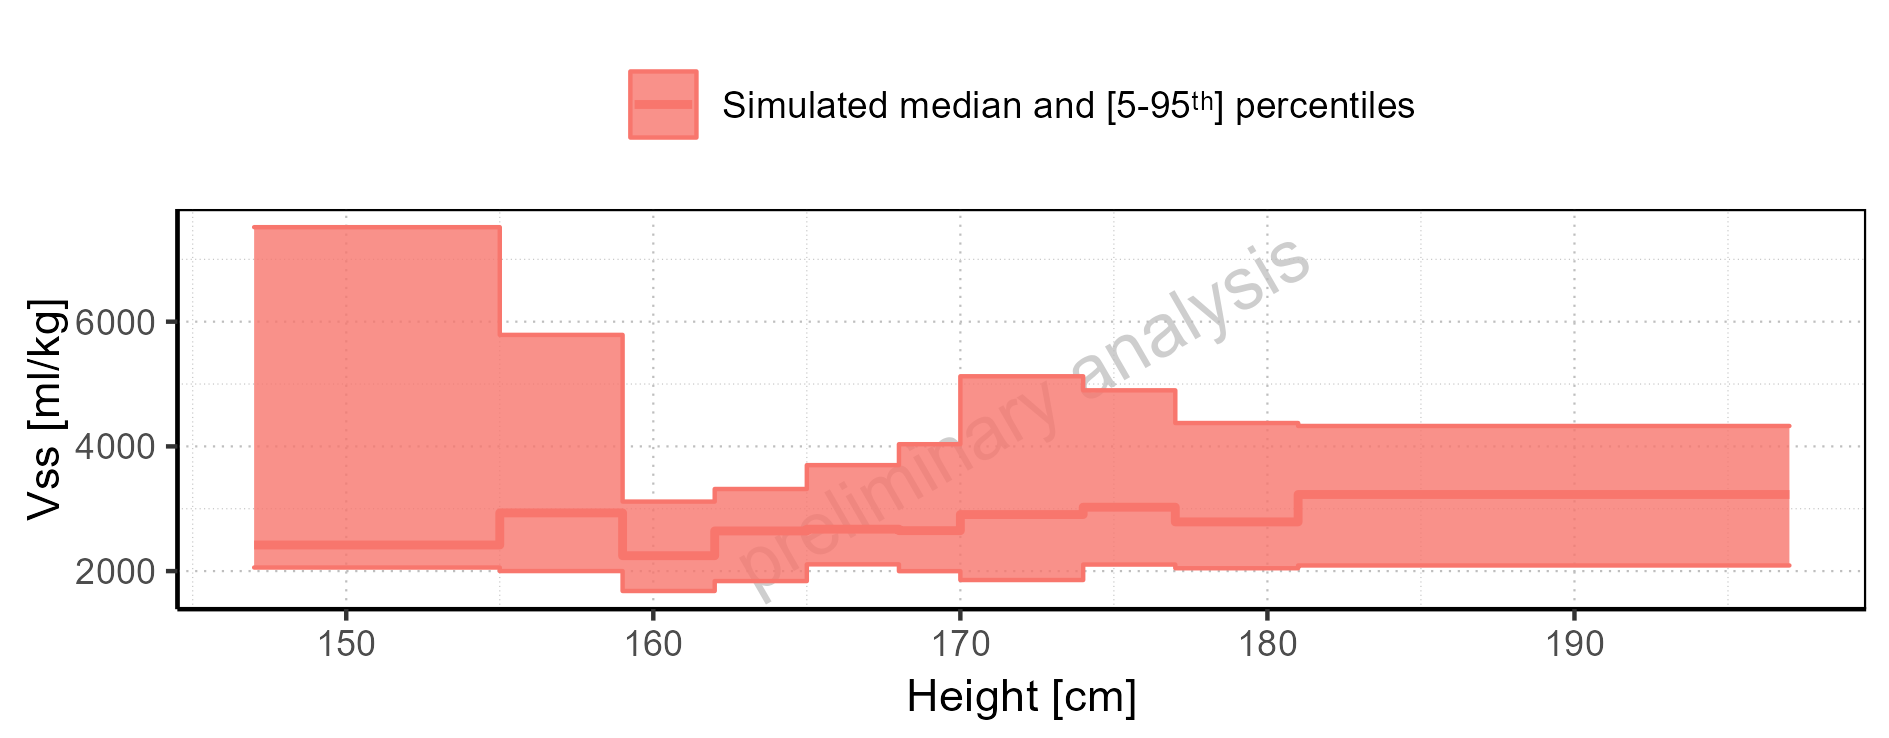 Simulated median and [5-95th] percentiles
preliminary analysis
Vss [ml/kg]
6000
4000
2000
150 160 170 180 190
Height [cm]